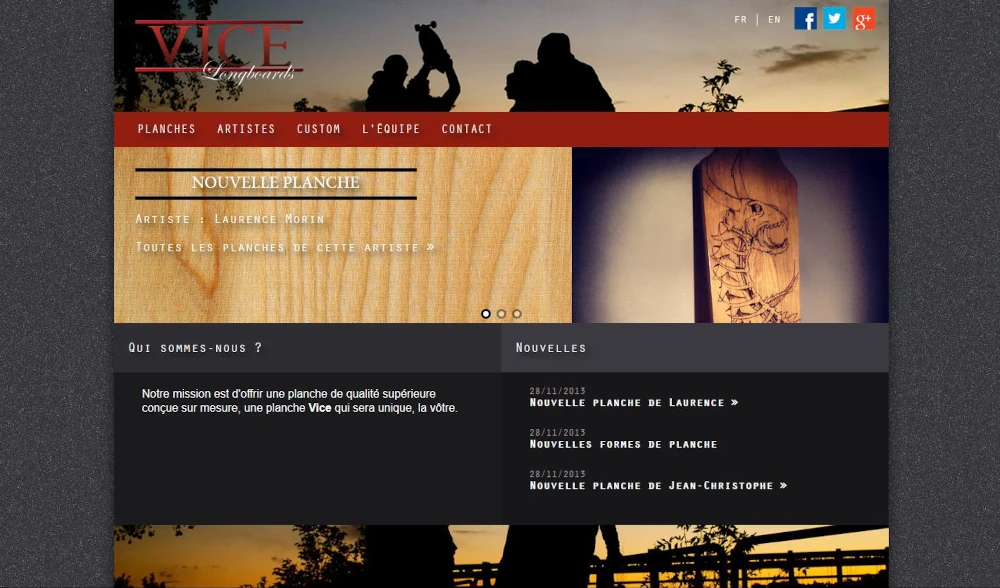 VICE
Longboards
FR | EN
PLANCHES ARTISTES CUSTOM L'ÉQUIPE CONTACT
NOUVELLE PLANCHE
Artiste : Laurence Morin
Toutes les planches de cette artiste »
Qui sommes-nous ?
Notre mission est d'offrir une planche de qualité supérieure
conçue sur mesure, une planche Vice qui sera unique, la vôtre.
Nouvelles
28/11/2013
Nouvelle planche de Laurence »
28/11/2013
Nouvelles formes de planche
28/11/2013
Nouvelle planche de Jean-Christophe »